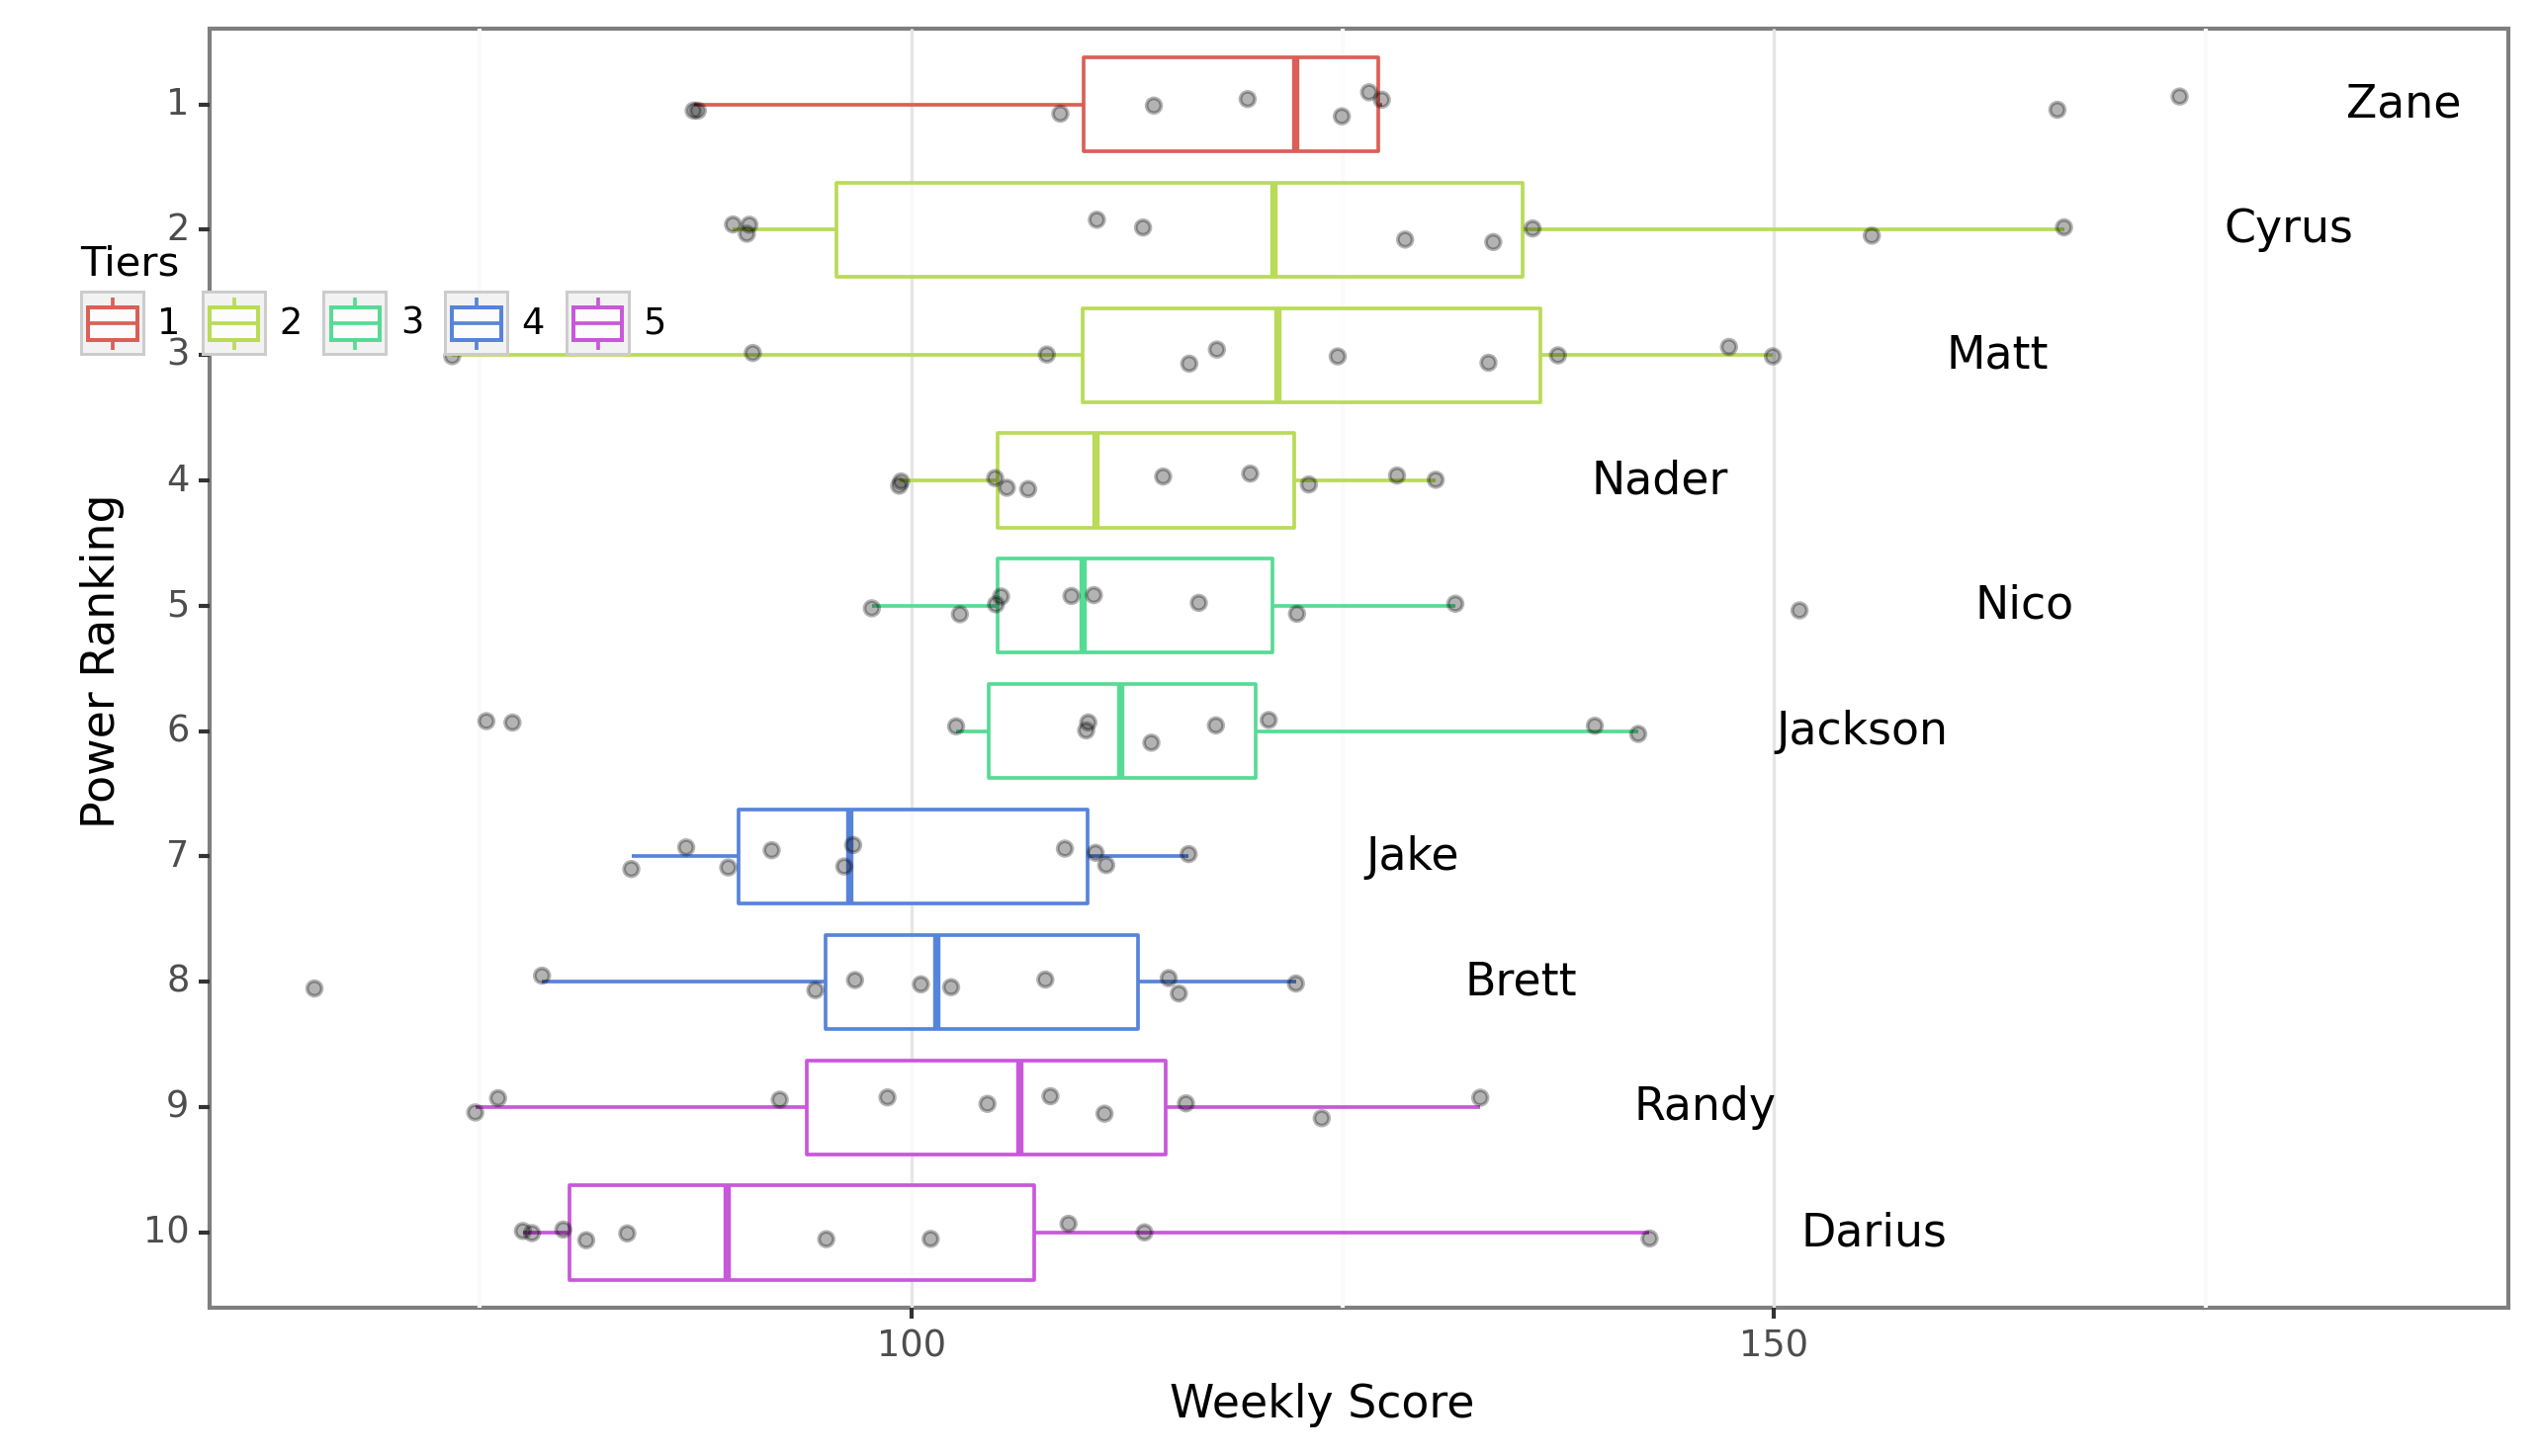 1 Zane
2 Cyrus
Tiers
1 2 3 4 5
3 Matt
4 Nader
5 Nico
6 Jackson
7 Jake
8 Brett
9 Randy
10 Darius
Power Ranking
100 150
Weekly Score